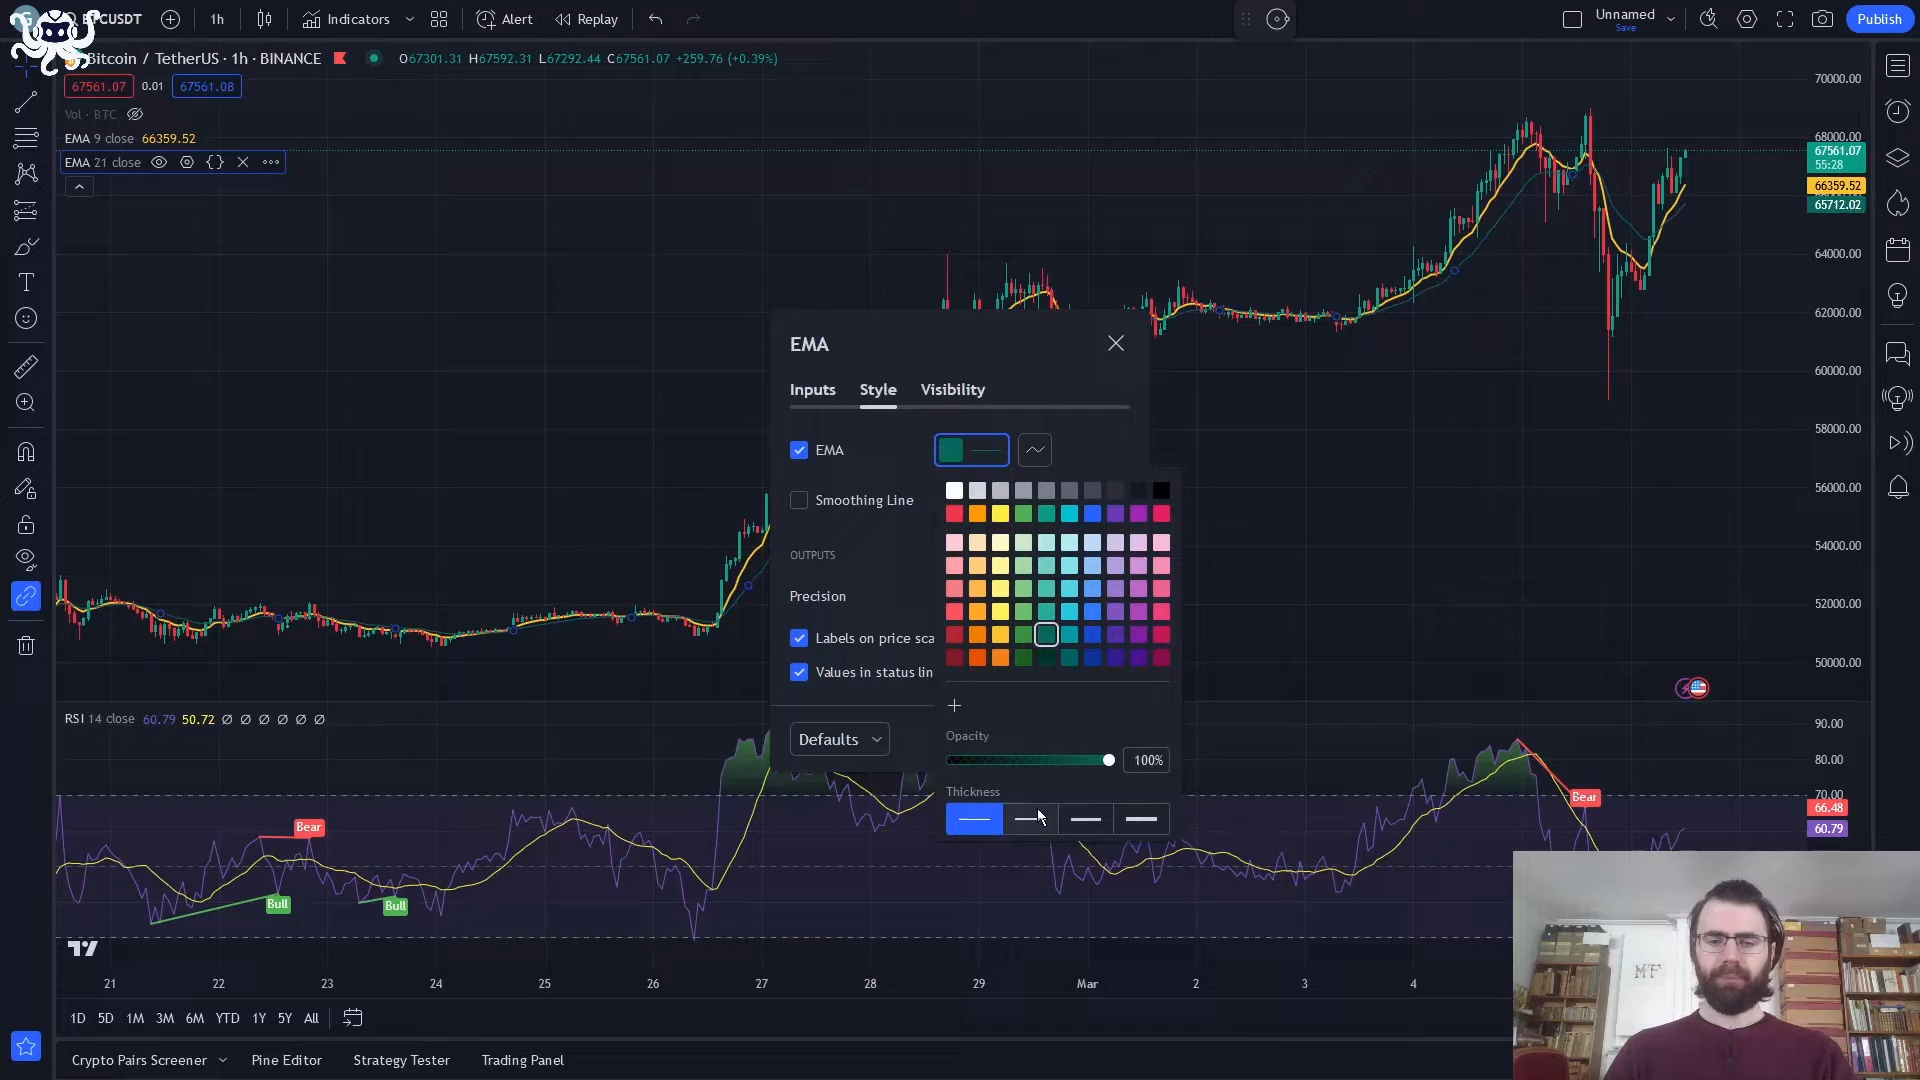 BTCUSDT
1h
Indicators
Alert
Replay
Unnamed
Save
Publish
Bitcoin / TetherUS · 1h · BINANCE
O67301.31 H67592.31 L67292.44 C67561.07 +259.76 (+0.39%)
67561.07
0.01
67561.08
Vol · BTC
EMA 9 close 66359.52
EMA 21 close
70000.00
68000.00
67561.07
55:28
66359.52
65712.02
64000.00
62000.00
60000.00
58000.00
56000.00
54000.00
52000.00
50000.00
EMA
Inputs
Style
Visibility
EMA
Smoothing Line
OUTPUTS
Precision
Labels on price sca
Values in status lin
Defaults
Opacity
100%
Thickness
RSI 14 close 60.79 50.72 Ø Ø Ø Ø Ø Ø
90.00
80.00
70.00
66.48
60.79
Bear
Bear
Bull
Bull
21
22
23
24
25
26
27
28
29
Mar
2
3
4
1D
5D
1M
3M
6M
YTD
1Y
5Y
All
Crypto Pairs Screener
Pine Editor
Strategy Tester
Trading Panel
MF